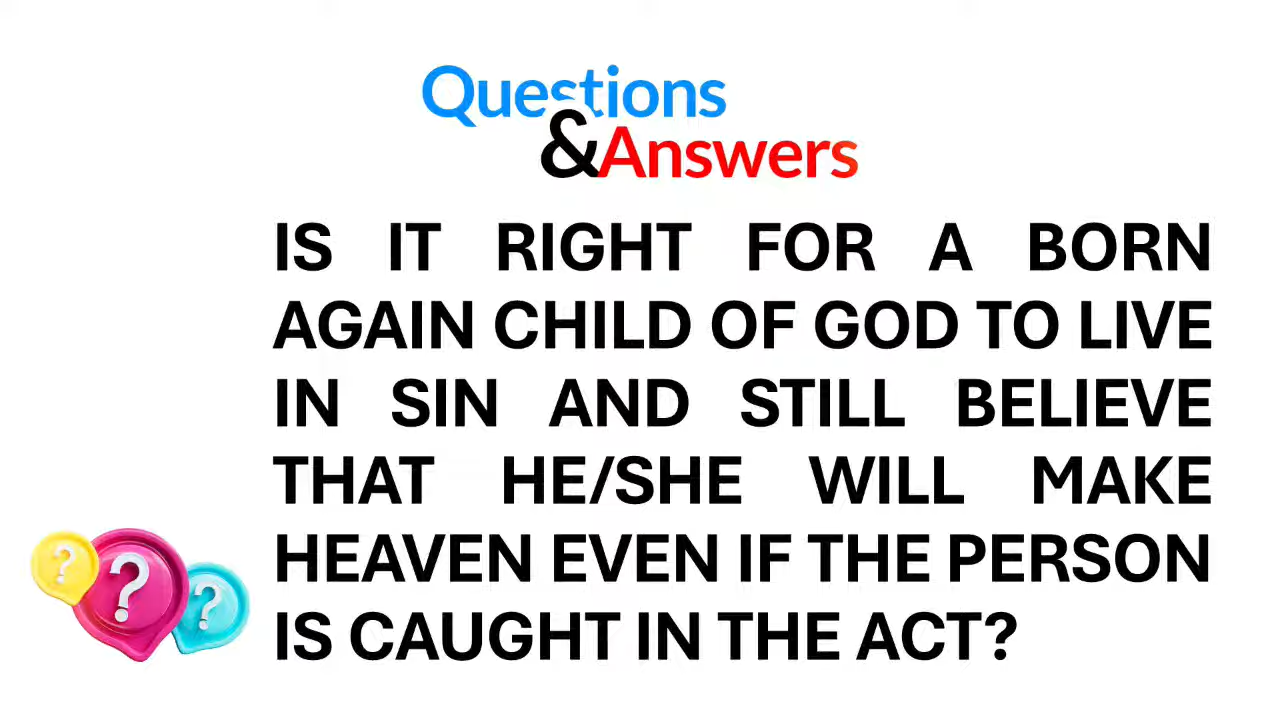 Questions
&Answers
IS IT RIGHT FOR A BORN
AGAIN CHILD OF GOD TO LIVE
IN SIN AND STILL BELIEVE
THAT HE/SHE WILL MAKE
HEAVEN EVEN IF THE PERSON
IS CAUGHT IN THE ACT?
? ? ?